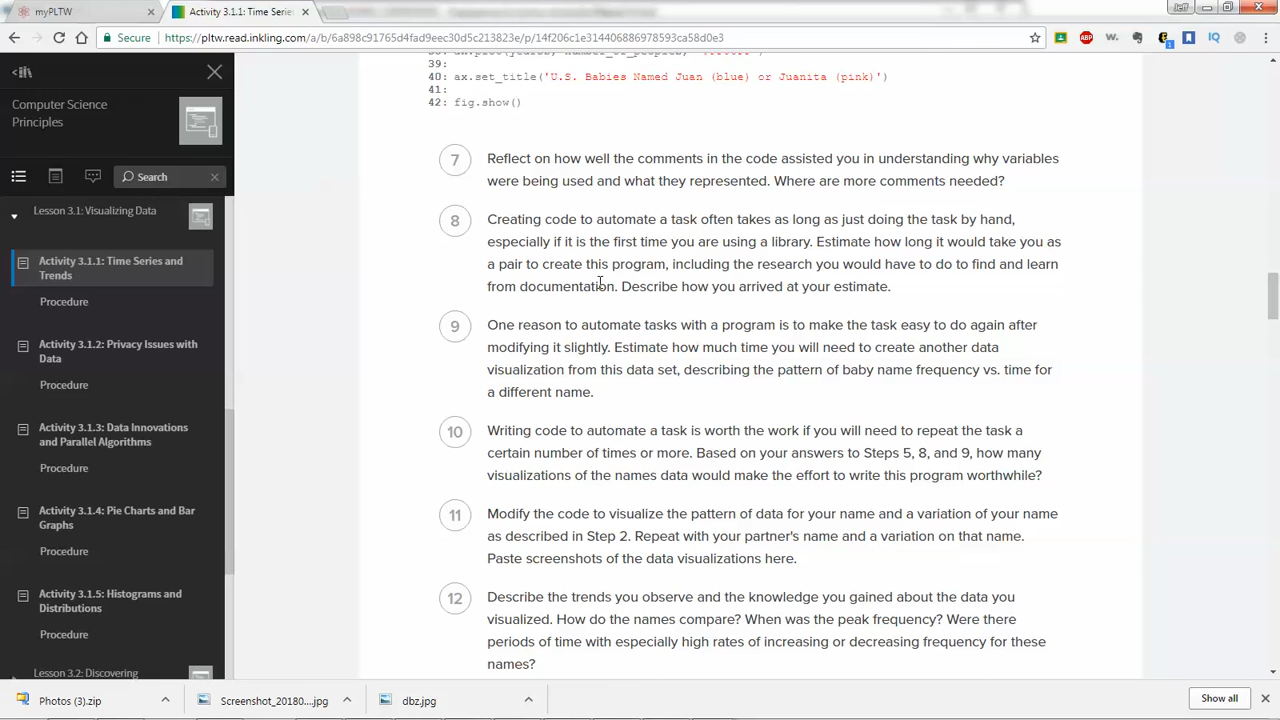 myPLTW
Activity 3.1.1: Time Serie
Secure https://pltw.read.inkling.com/a/b/6a898c91765d4fad9eec30d5c213823e/p/14f206c1e314406886978593ca58d0e3
Computer Science
Principles
Search
Lesson 3.1: Visualizing Data
Activity 3.1.1: Time Series and
Trends
Procedure
Activity 3.1.2: Privacy Issues with
Data
Procedure
Activity 3.1.3: Data Innovations
and Parallel Algorithms
Procedure
Activity 3.1.4: Pie Charts and Bar
Graphs
Procedure
Activity 3.1.5: Histograms and
Distributions
Procedure
Lesson 3.2: Discovering
39:
40: ax.set_title('U.S. Babies Named Juan (blue) or Juanita (pink)')
41:
42: fig.show()
7 Reflect on how well the comments in the code assisted you in understanding why variables
were being used and what they represented. Where are more comments needed?
8 Creating code to automate a task often takes as long as just doing the task by hand,
especially if it is the first time you are using a library. Estimate how long it would take you as
a pair to create this program, including the research you would have to do to find and learn
from documentation. Describe how you arrived at your estimate.
9 One reason to automate tasks with a program is to make the task easy to do again after
modifying it slightly. Estimate how much time you will need to create another data
visualization from this data set, describing the pattern of baby name frequency vs. time for
a different name.
10 Writing code to automate a task is worth the work if you will need to repeat the task a
certain number of times or more. Based on your answers to Steps 5, 8, and 9, how many
visualizations of the names data would make the effort to write this program worthwhile?
11 Modify the code to visualize the pattern of data for your name and a variation of your name
as described in Step 2. Repeat with your partner's name and a variation on that name.
Paste screenshots of the data visualizations here.
12 Describe the trends you observe and the knowledge you gained about the data you
visualized. How do the names compare? When was the peak frequency? Were there
periods of time with especially high rates of increasing or decreasing frequency for these
names?
Photos (3).zip
Screenshot_20180....jpg
dbz.jpg
Show all